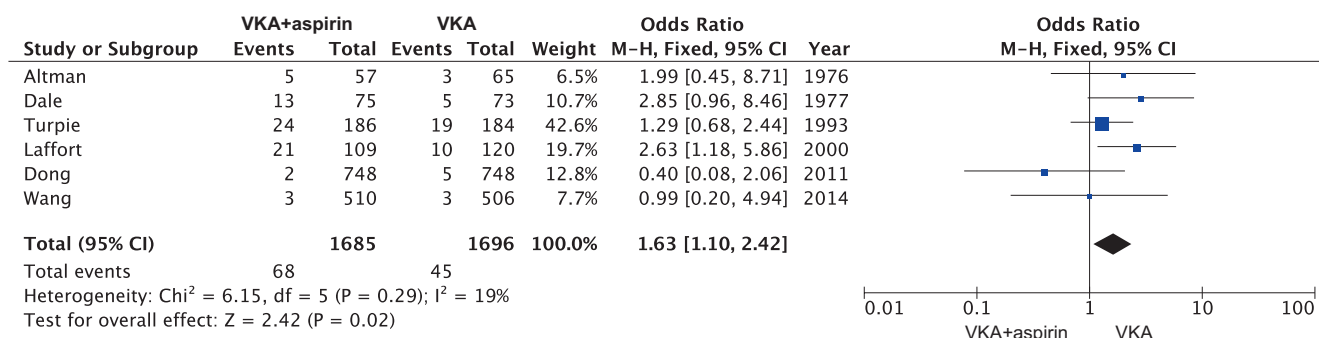 VKA+aspirin VKA Odds Ratio Odds Ratio
Study or Subgroup Events Total Events Total Weight M-H, Fixed, 95% CI Year M-H, Fixed, 95% CI
Altman 5 57 3 65 6.5% 1.99 [0.45, 8.71] 1976
Dale 13 75 5 73 10.7% 2.85 [0.96, 8.46] 1977
Turpie 24 186 19 184 42.6% 1.29 [0.68, 2.44] 1993
Laffort 21 109 10 120 19.7% 2.63 [1.18, 5.86] 2000
Dong 2 748 5 748 12.8% 0.40 [0.08, 2.06] 2011
Wang 3 510 3 506 7.7% 0.99 [0.20, 4.94] 2014
Total (95% CI) 1685 1696 100.0% 1.63 [1.10, 2.42]
Total events 68 45
Heterogeneity: Chi² = 6.15, df = 5 (P = 0.29); I² = 19%
Test for overall effect: Z = 2.42 (P = 0.02)
0.01 0.1 1 10 100
VKA+aspirin VKA